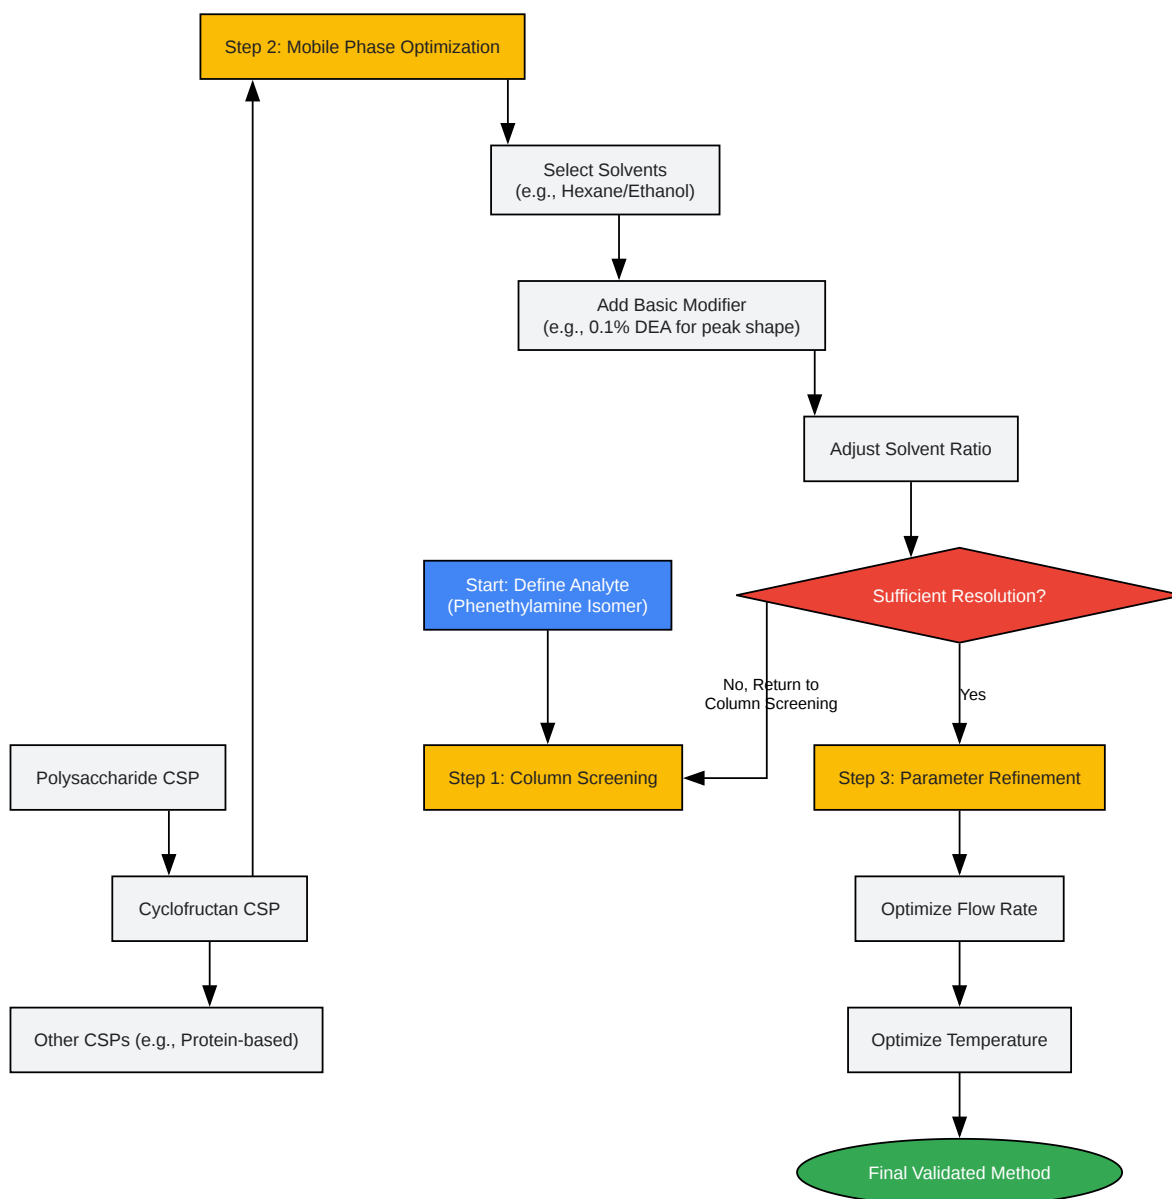 Step 2: Mobile Phase Optimization
Select Solvents
(e.g., Hexane/Ethanol)
Add Basic Modifier
(e.g., 0.1% DEA for peak shape)
Adjust Solvent Ratio
Start: Define Analyte
(Phenethylamine Isomer)
Sufficient Resolution?
No, Return to
Column Screening
Yes
Polysaccharide CSP
Step 1: Column Screening
Step 3: Parameter Refinement
Cyclofructan CSP
Optimize Flow Rate
Other CSPs (e.g., Protein-based)
Optimize Temperature
Final Validated Method